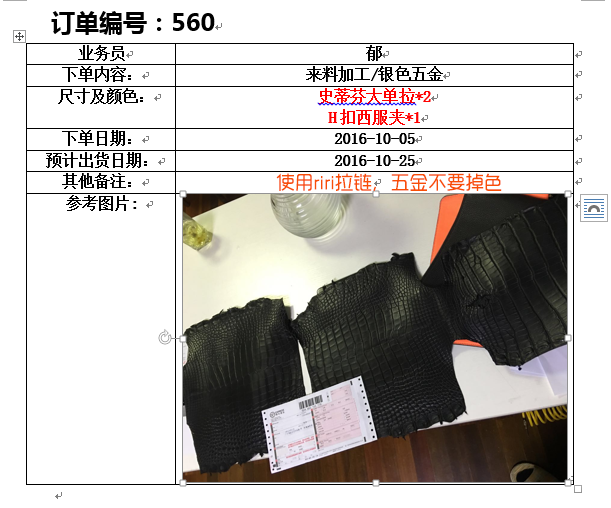 订单编号：560
业务员 郁
下单内容： 来料加工/银色五金
尺寸及颜色： 史蒂芬大单拉*2
H扣西服夹*1
下单日期： 2016-10-05
预计出货日期： 2016-10-25
其他备注： 使用riri拉链，五金不要掉色
参考图片: